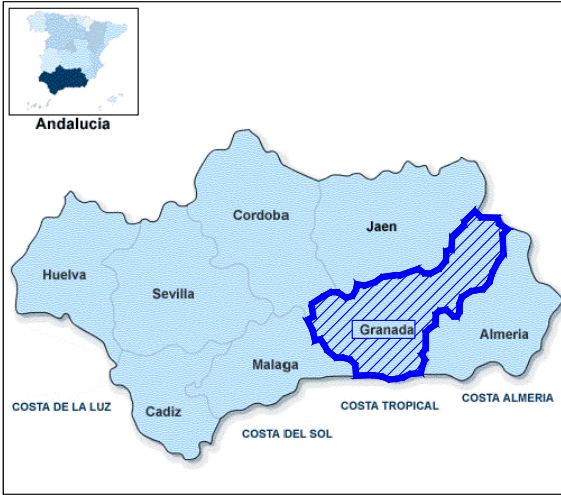 Andalucia
Cordoba
Jaen
Huelva
Sevilla
Granada
Almeria
Malaga
Cadiz
COSTA DE LA LUZ
COSTA DEL SOL
COSTA TROPICAL
COSTA ALMERIA